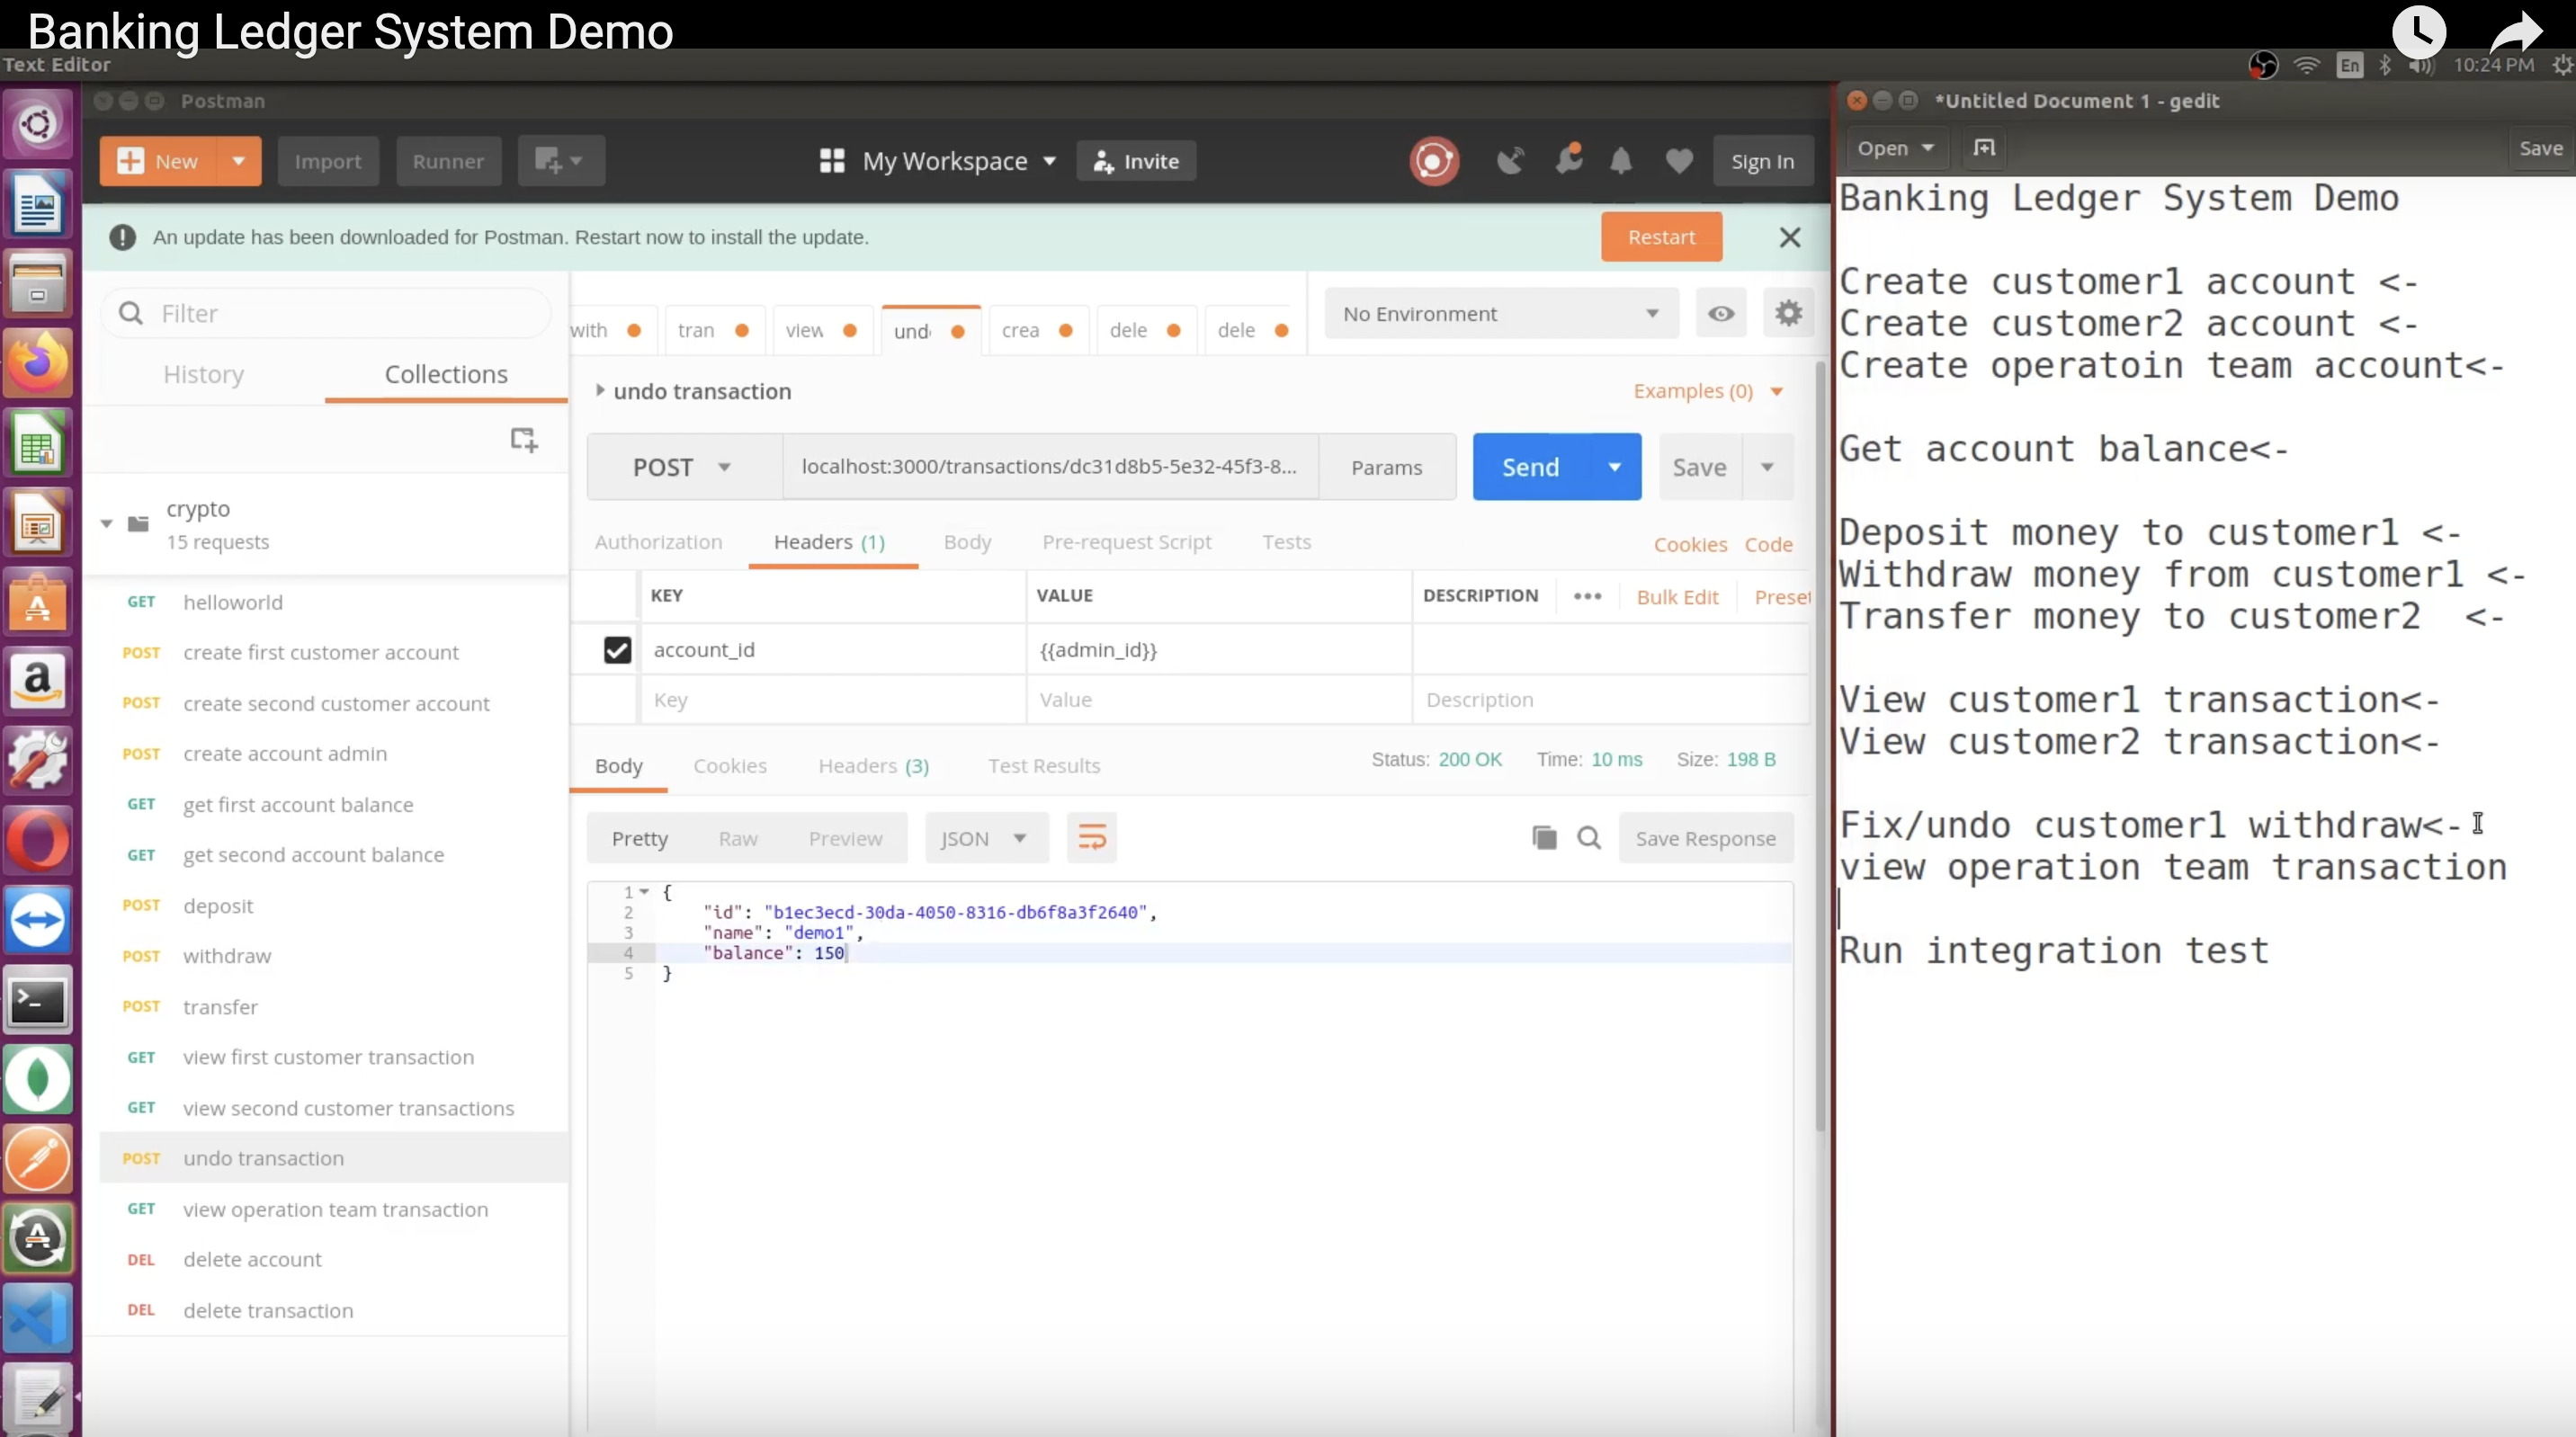 Banking Ledger System Demo
Text Editor
En
10:24 PM
Postman
New
Import
Runner
My Workspace
Invite
Sign In
An update has been downloaded for Postman. Restart now to install the update.
Restart
Filter
History
Collections
crypto
15 requests
GET helloworld
POST create first customer account
POST create second customer account
POST create account admin
GET get first account balance
GET get second account balance
POST deposit
POST withdraw
POST transfer
GET view first customer transaction
GET view second customer transactions
POST undo transaction
GET view operation team transaction
DEL delete account
DEL delete transaction
with tran view und crea dele dele
No Environment
undo transaction
Examples (0)
POST
localhost:3000/transactions/dc31d8b5-5e32-45f3-8...
Params
Send
Save
Authorization Headers (1) Body Pre-request Script Tests
Cookies Code
KEY VALUE DESCRIPTION ••• Bulk Edit Preset
account_id {{admin_id}}
Key Value Description
Body Cookies Headers (3) Test Results
Status: 200 OK Time: 10 ms Size: 198 B
Pretty Raw Preview JSON
Save Response
1 {
2 "id": "b1ec3ecd-30da-4050-8316-db6f8a3f2640",
3 "name": "demo1",
4 "balance": 150
5 }
*Untitled Document 1 - gedit
Open
Save
Banking Ledger System Demo
Create customer1 account <-
Create customer2 account <-
Create operatoin team account<-
Get account balance<-
Deposit money to customer1 <-
Withdraw money from customer1 <-
Transfer money to customer2  <-
View customer1 transaction<-
View customer2 transaction<-
Fix/undo customer1 withdraw<-
view operation team transaction
Run integration test